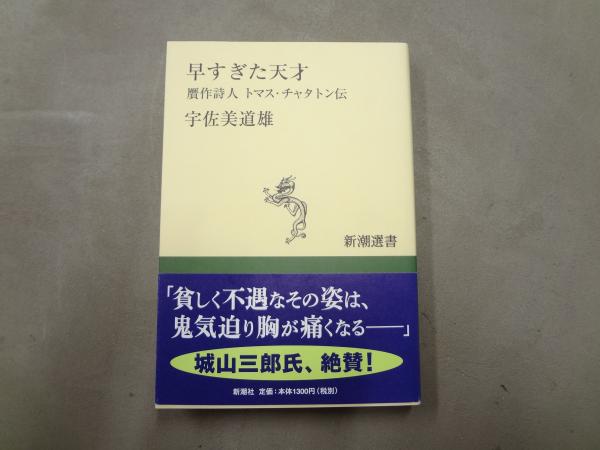 早すぎた天才
贋作詩人 トマス・チャタトン伝
宇佐美道雄
新潮選書
「貧しく不遇なその姿は、
鬼気迫り胸が痛くなる──」
城山三郎氏、絶賛!
新潮社 定価:本体1300円(税別)